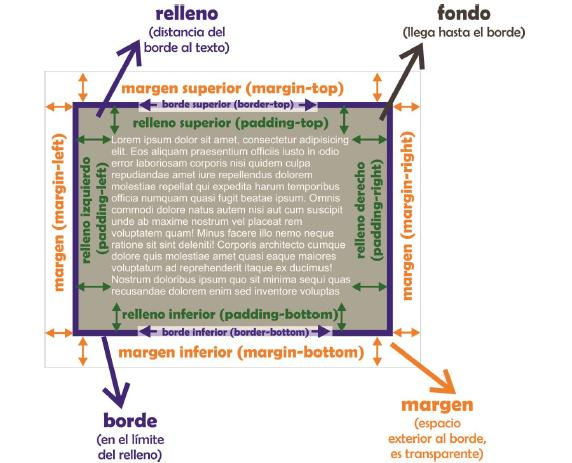 relleno
(distancia del
borde al texto)
fondo
(llega hasta el borde)
margen superior (margin-top)
borde superior (border-top)
relleno superior (padding-top)
margen (margin-left)
relleno izquierdo
(padding-left)
Lorem ipsum dolor sit amet, consectetur adipisicing
elit. Eos aliquam praesentium officiis iusto in odio
error laboriosam corporis nisi quidem culpa
repudiandae amet iure repellendus dolorem
molestiae repellat qui expedita harum temporibus
officia numquam quasi fugit beatae ipsum. Omnis
commodi dolore natus autem nisi aut cum suscipit
unde ab maxime nostrum vel placeat rem
voluptatem quam! Minus facere illo nemo neque
ratione sit sint deleniti! Corporis architecto cumque
dolore quis molestiae amet quasi eaque maiores
voluptatum ad reprehenderit itaque ex ducimus!
Nostrum doloribus ipsum quo sit minima sequi quas
recusandae dolorem enim sed inventore voluptas
relleno derecho
(padding-right)
margen (margin-right)
relleno inferior (padding-bottom)
borde inferior (border-bottom)
margen inferior (margin-bottom)
borde
(en el límite
del relleno)
margen
(espacio
exterior al borde,
es transparente)